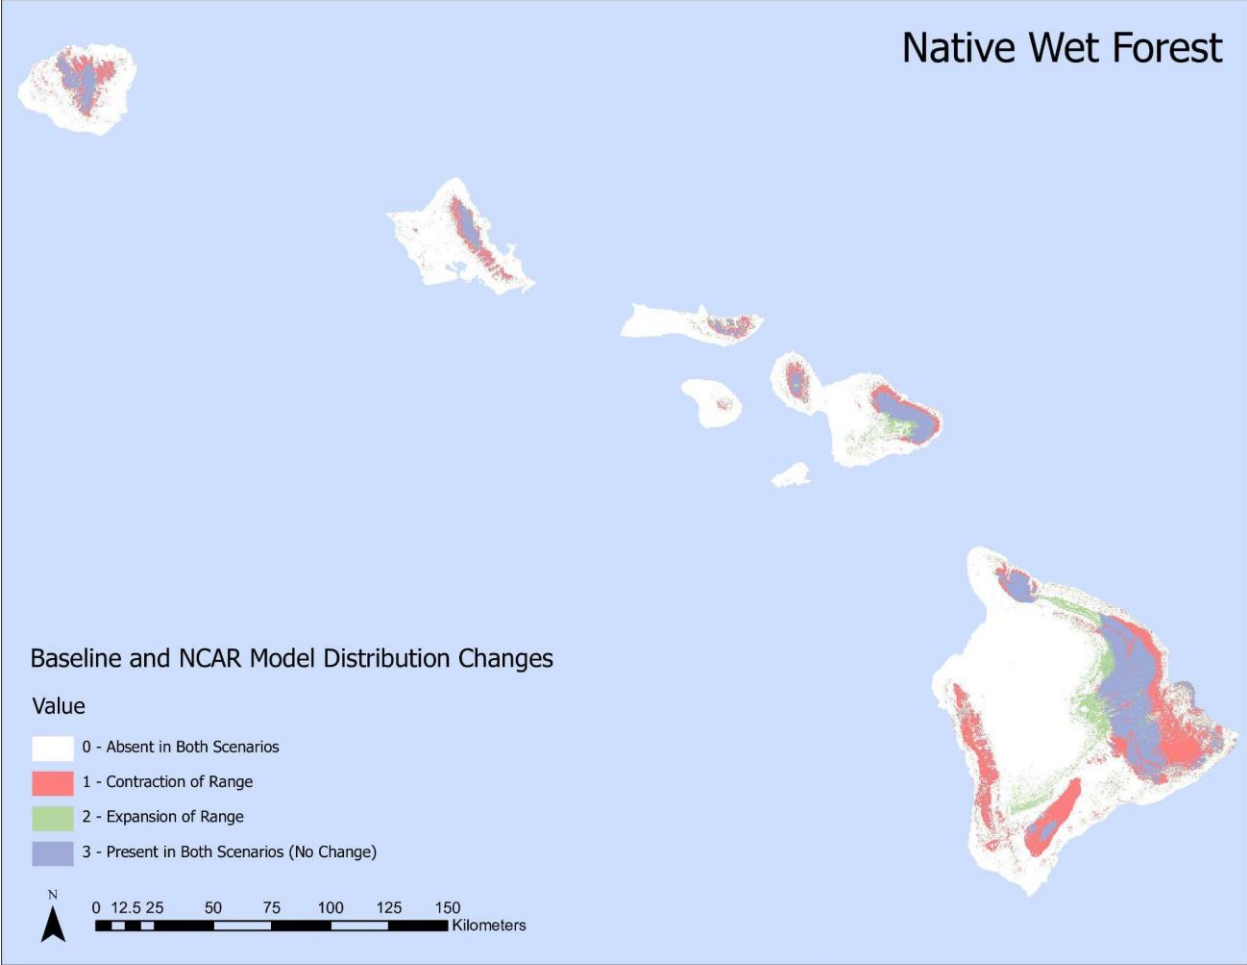 Native Wet Forest
Baseline and NCAR Model Distribution Changes
Value
0 - Absent in Both Scenarios
1 - Contraction of Range
2 - Expansion of Range
3 - Present in Both Scenarios (No Change)
N
0 12.5 25 50 75 100 125 150
Kilometers